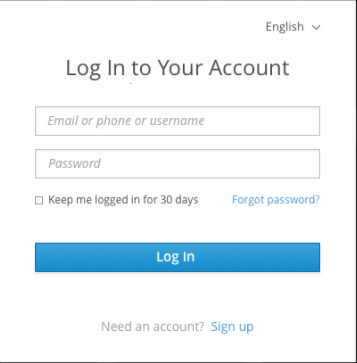 English
Log In to Your Account
Email or phone or username
Password
Keep me logged in for 30 days Forgot password?
Log In
Need an account? Sign up